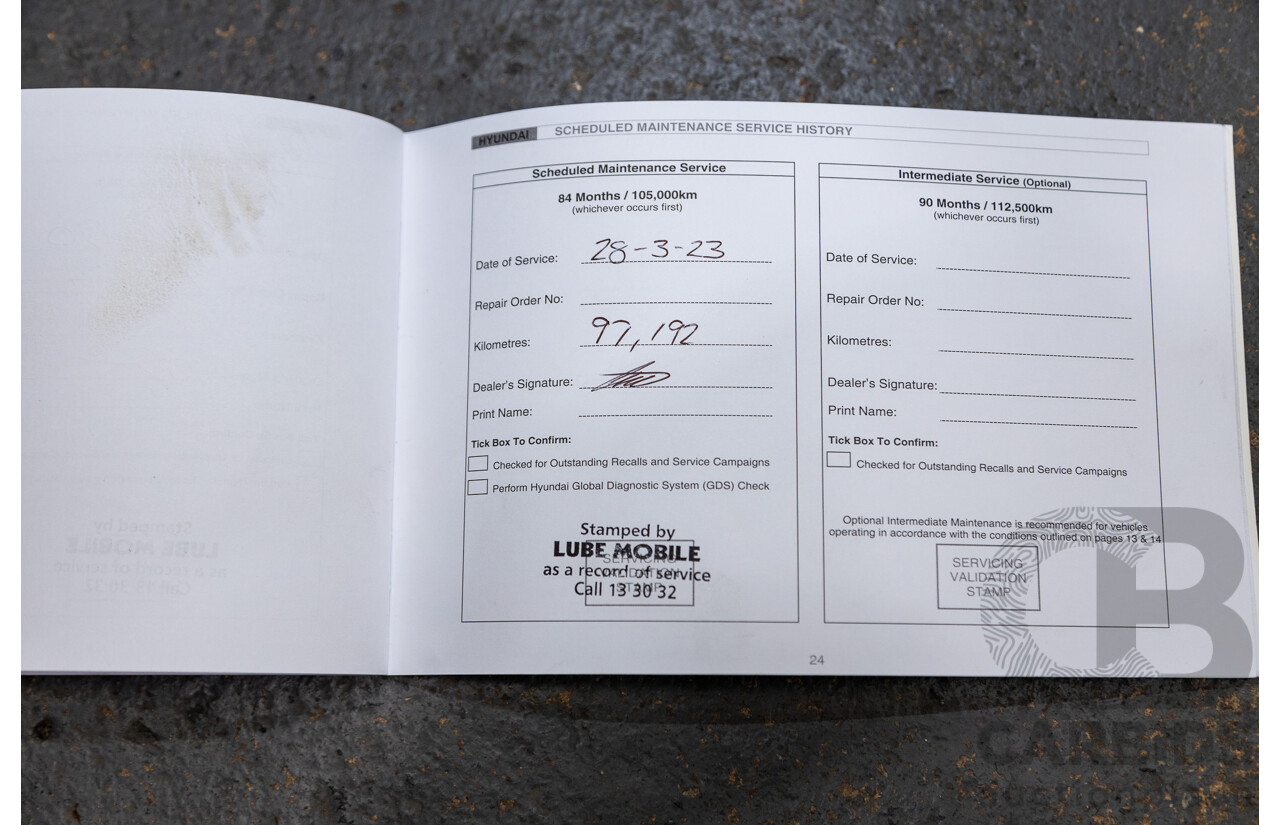 HYUNDAI SCHEDULED MAINTENANCE SERVICE HISTORY
Scheduled Maintenance Service
84 Months / 105,000km
(whichever occurs first)
Date of Service: 28-3-23
Repair Order No:
Kilometres: 97,192
Dealer's Signature:
Print Name:
Tick Box To Confirm:
Checked for Outstanding Recalls and Service Campaigns
Perform Hyundai Global Diagnostic System (GDS) Check
Stamped by
LUBE MOBILE
as a record of service
Call 13 30 32
SERVICING
VALIDATION
STAMP
Intermediate Service (Optional)
90 Months / 112,500km
(whichever occurs first)
Date of Service:
Repair Order No:
Kilometres:
Dealer's Signature:
Print Name:
Tick Box To Confirm:
Checked for Outstanding Recalls and Service Campaigns
Optional Intermediate Maintenance is recommended for vehicles
operating in accordance with the conditions outlined on pages 13 & 14
SERVICING
VALIDATION
STAMP
24